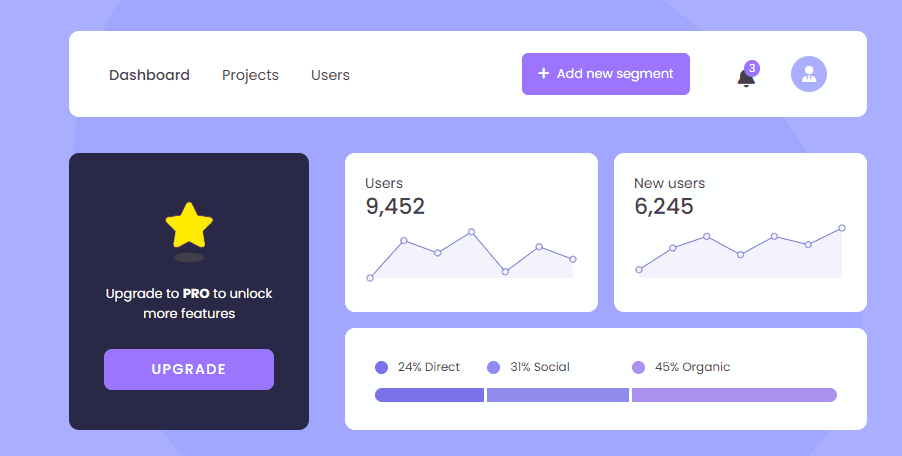 Dashboard Projects Users + Add new segment 3
Upgrade to PRO to unlock
more features
UPGRADE
Users
9,452
New users
6,245
24% Direct 31% Social 45% Organic